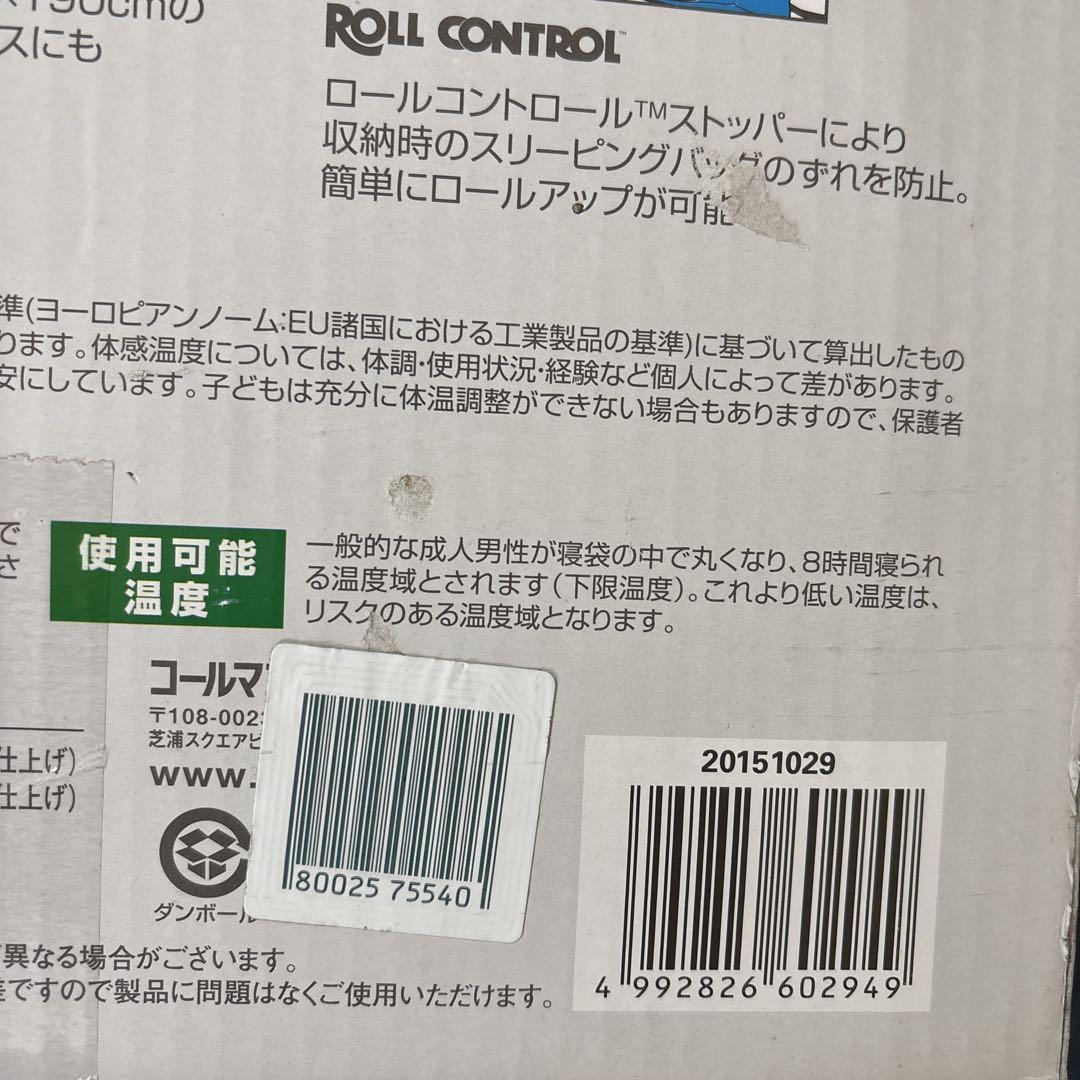 190cmの
スにも
ROLL CONTROL™
ロールコントロール™ストッパーにより
収納時のスリーピングバッグのずれを防止。
簡単にロールアップが可能
準(ヨーロピアンノーム:EU諸国における工業製品の基準)に基づいて算出したもの
ります。体感温度については、体調・使用状況・経験など個人によって差があります。
安にしています。子どもは充分に体温調整ができない場合もありますので、保護者
で
さ
使用可能
温度
一般的な成人男性が寝袋の中で丸くなり、8時間寝られ
る温度域とされます(下限温度)。これより低い温度は、
リスクのある温度域となります。
コールマ
〒108-002
芝浦スクエアビ
www.
仕上げ)
仕上げ)
ダンボール
80025 75540
20151029
4 992826 602949
異なる場合がございます。
差ですので製品に問題はなくご使用いただけます。